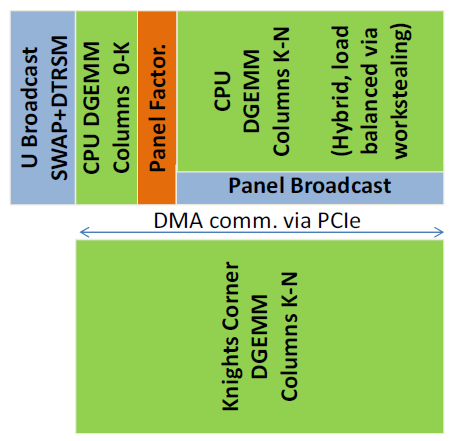 U Broadcast
SWAP+DTRSM
CPU DGEMM
Columns 0-K
Panel Factor.
CPU
DGEMM
Columns K-N
(Hybrid, load
balanced via
workstealing)
Panel Broadcast
DMA comm. via PCIe
Knights Corner
DGEMM
Columns K-N